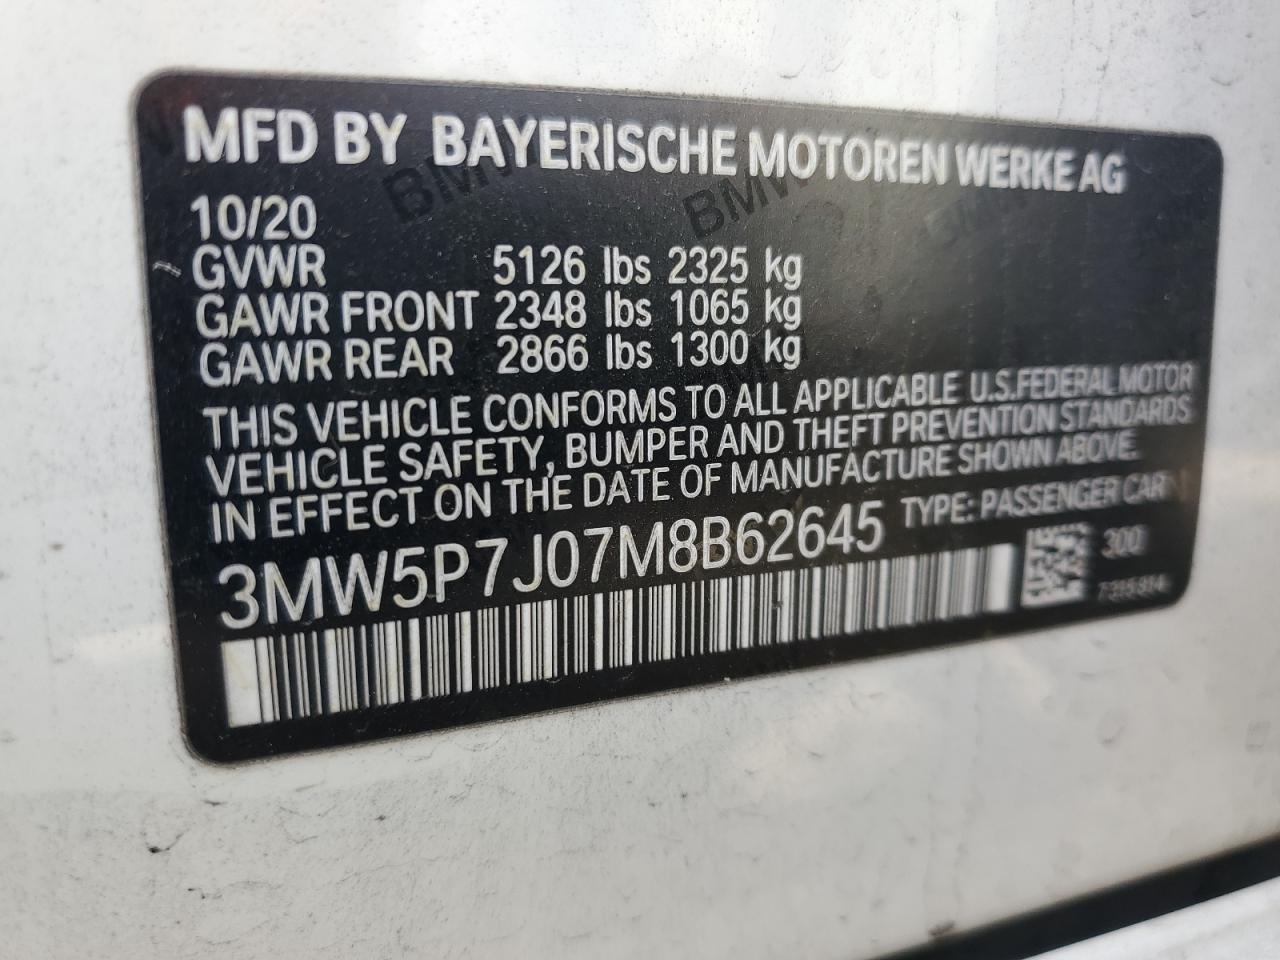 MFD BY BAYERISCHE MOTOREN WERKE AG
10/20
GVWR 5126 lbs 2325 kg
GAWR FRONT 2348 lbs 1065 kg
GAWR REAR 2866 lbs 1300 kg
THIS VEHICLE CONFORMS TO ALL APPLICABLE U.S.FEDERAL MOTOR
VEHICLE SAFETY, BUMPER AND THEFT PREVENTION STANDARDS
IN EFFECT ON THE DATE OF MANUFACTURE SHOWN ABOVE.
3MW5P7J07M8B62645 TYPE: PASSENGER CAR
300